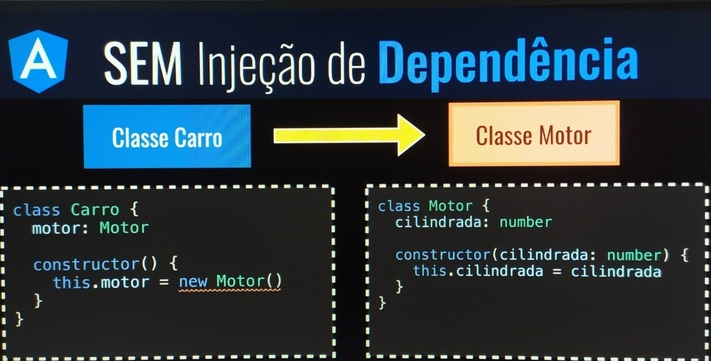 SEM Injeção de Dependência
Classe Carro
Classe Motor
class Carro {
motor: Motor
constructor() {
this.motor = new Motor()
}
}
class Motor {
cilindrada: number
constructor(cilindrada: number) {
this.cilindrada = cilindrada
}
}